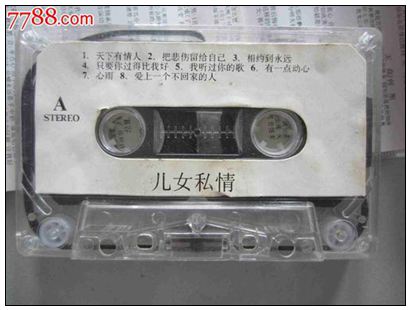 7788.com
1. 天下有情人 2. 把悲伤留给自己 3. 相约到永远
4. 只要你过得比我好 5. 我听过你的歌 6. 有一点动心
7. 心雨 8. 爱上一个不回家的人
A
STEREO
儿女私情